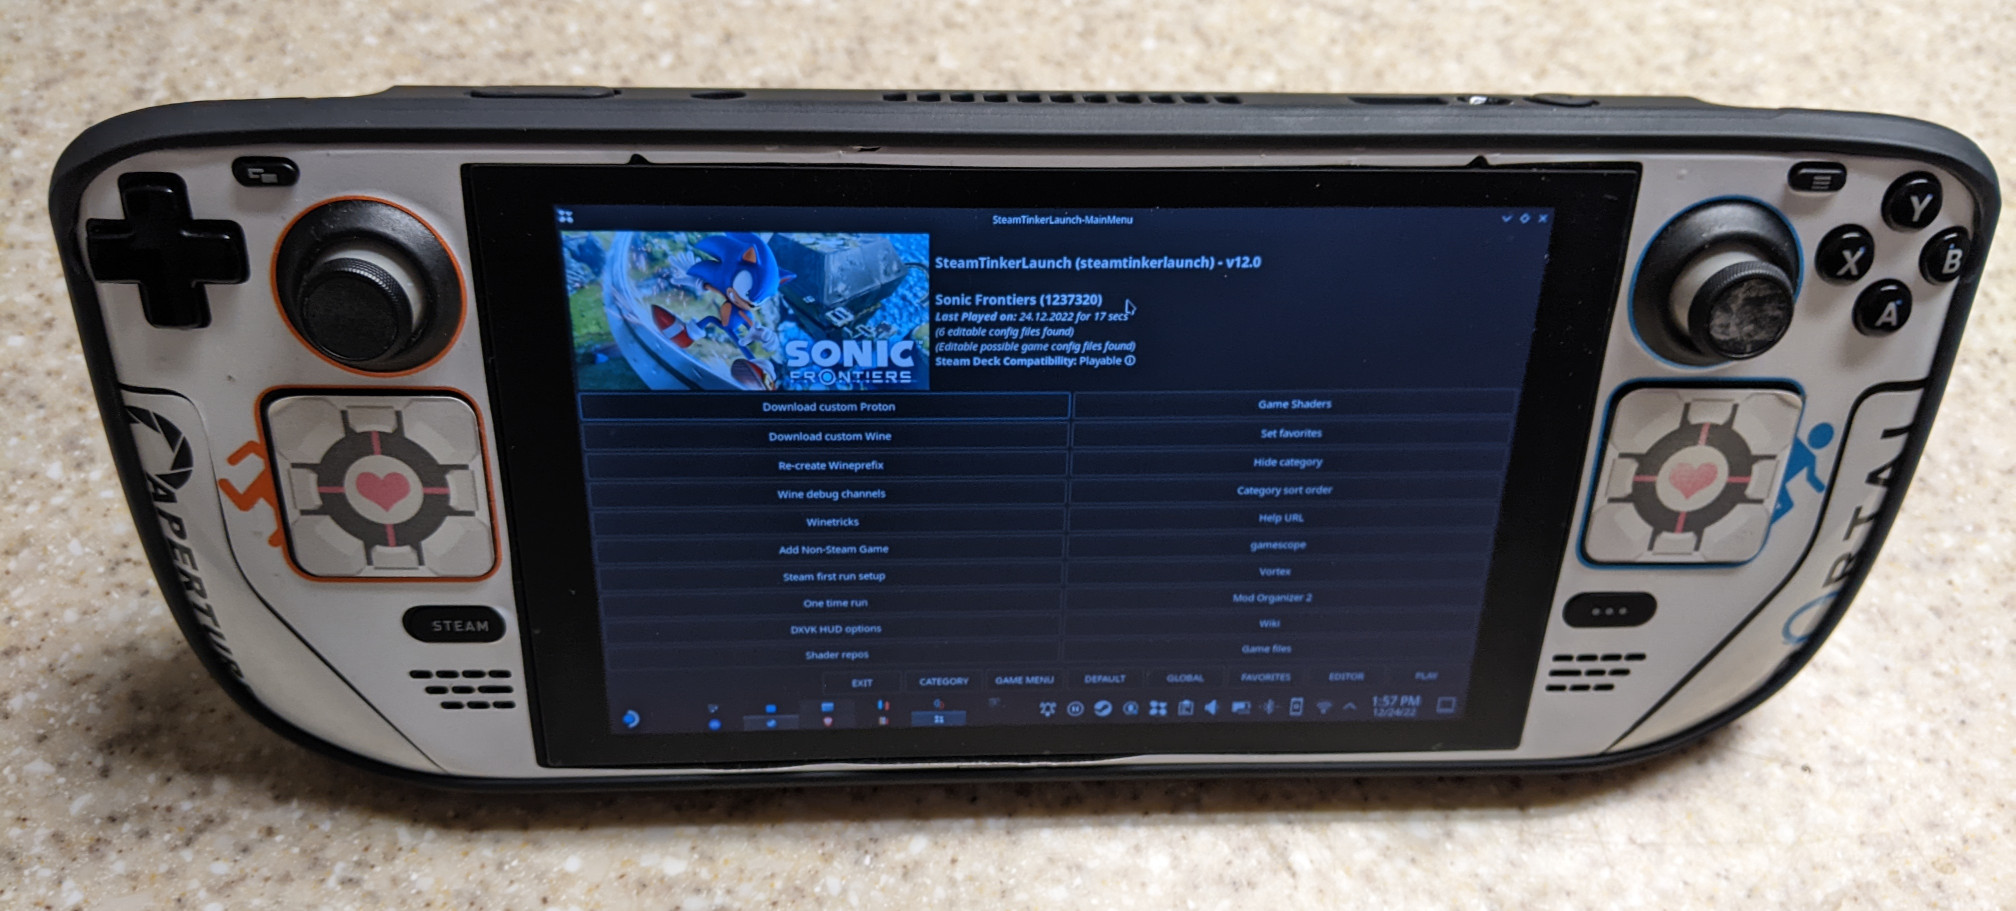 SteamTinkerLaunch-MainMenu
SteamTinkerLaunch (steamtinkerlaunch) - v12.0
Sonic Frontiers (1237320)
Last Played on: 24.12.2022 for 17 secs
(6 editable config files found)
(Editable possible game config files found)
Steam Deck Compatibility: Playable
SONIC
FRONTIERS
Download custom Proton
Game Shaders
Download custom Wine
Set favorites
Re-create Wineprefix
Hide category
Wine debug channels
Category sort order
Winetricks
Help URL
Add Non-Steam Game
gamescope
Steam first run setup
Vortex
One time run
Mod Organizer 2
DXVK HUD options
Wiki
Shader repos
Game files
EXIT
CATEGORY
GAME MENU
DEFAULT
GLOBAL
FAVORITES
EDITOR
PLAY
1:57 PM
12/24/22
APERTURE
STEAM
Y
X
B
A
PORTAL